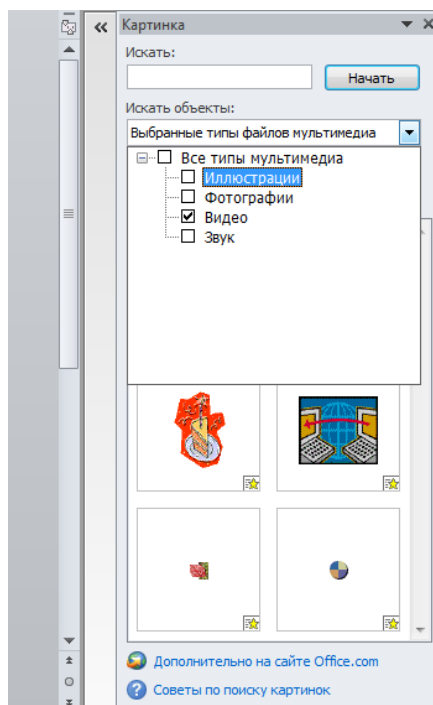 Картинка
Искать:
Начать
Искать объекты:
Выбранные типы файлов мультимедиа
Все типы мультимедиа
Иллюстрации
Фотографии
Видео
Звук
Дополнительно на сайте Office.com
Советы по поиску картинок